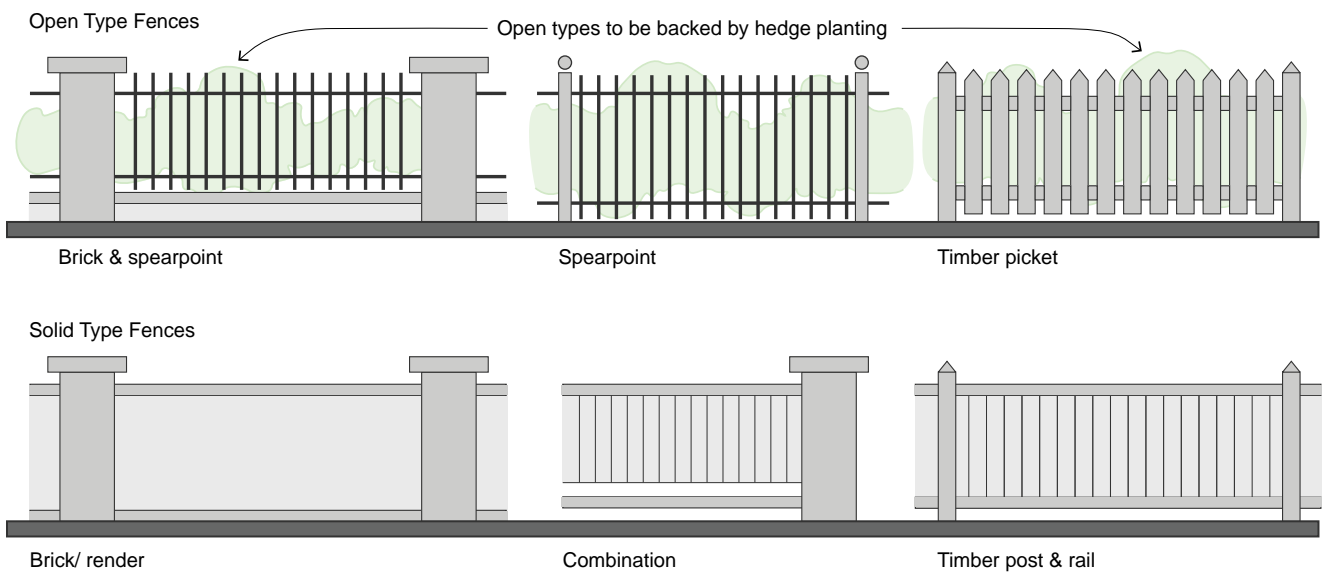 Open Type Fences
Open types to be backed by hedge planting
Brick & spearpoint
Spearpoint
Timber picket
Solid Type Fences
Brick/ render
Combination
Timber post & rail